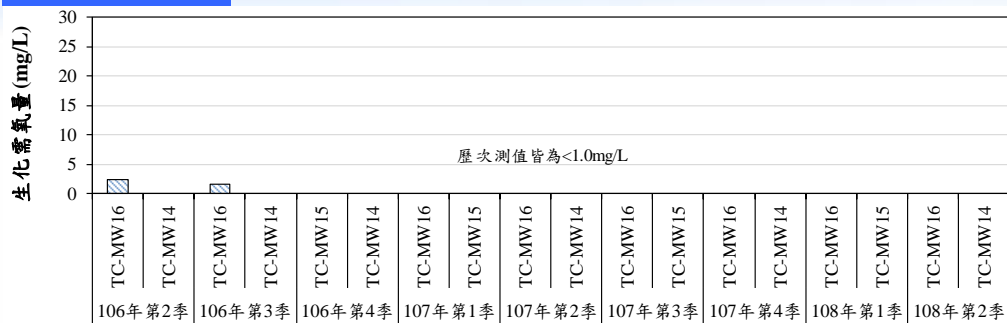 生化需氧量(mg/L)
30
25
20
15
10
5
0
歷次測值皆為<1.0mg/L
TC-MW16
TC-MW14
TC-MW16
TC-MW14
TC-MW15
TC-MW14
TC-MW16
TC-MW15
TC-MW16
TC-MW14
TC-MW16
TC-MW15
TC-MW16
TC-MW14
TC-MW16
TC-MW15
TC-MW16
TC-MW14
106年第2季 106年第3季 106年第4季 107年第1季 107年第2季 107年第3季 107年第4季 108年第1季 108年第2季